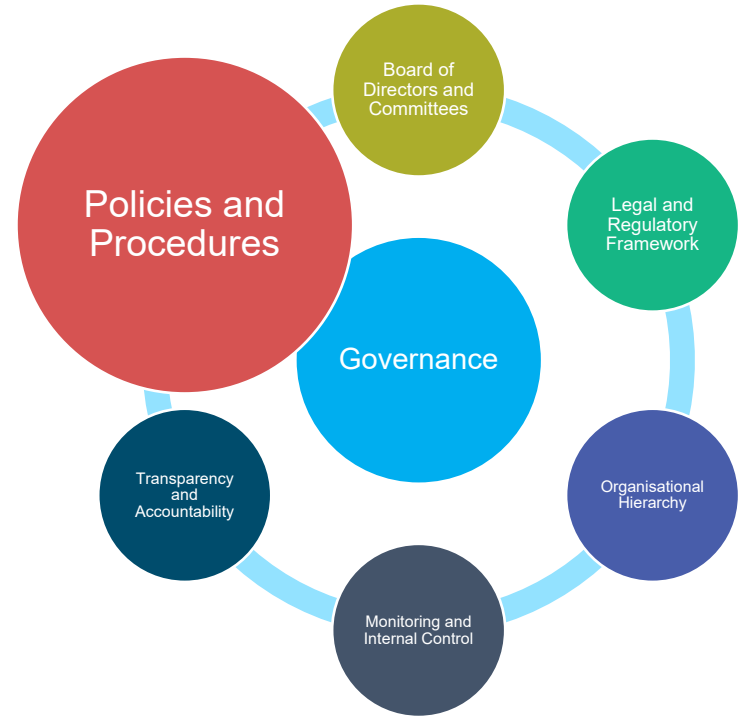 Board of
Directors and
Committees
Policies and
Procedures
Legal and
Regulatory
Framework
Governance
Transparency
and
Accountability
Organisational
Hierarchy
Monitoring and
Internal Control